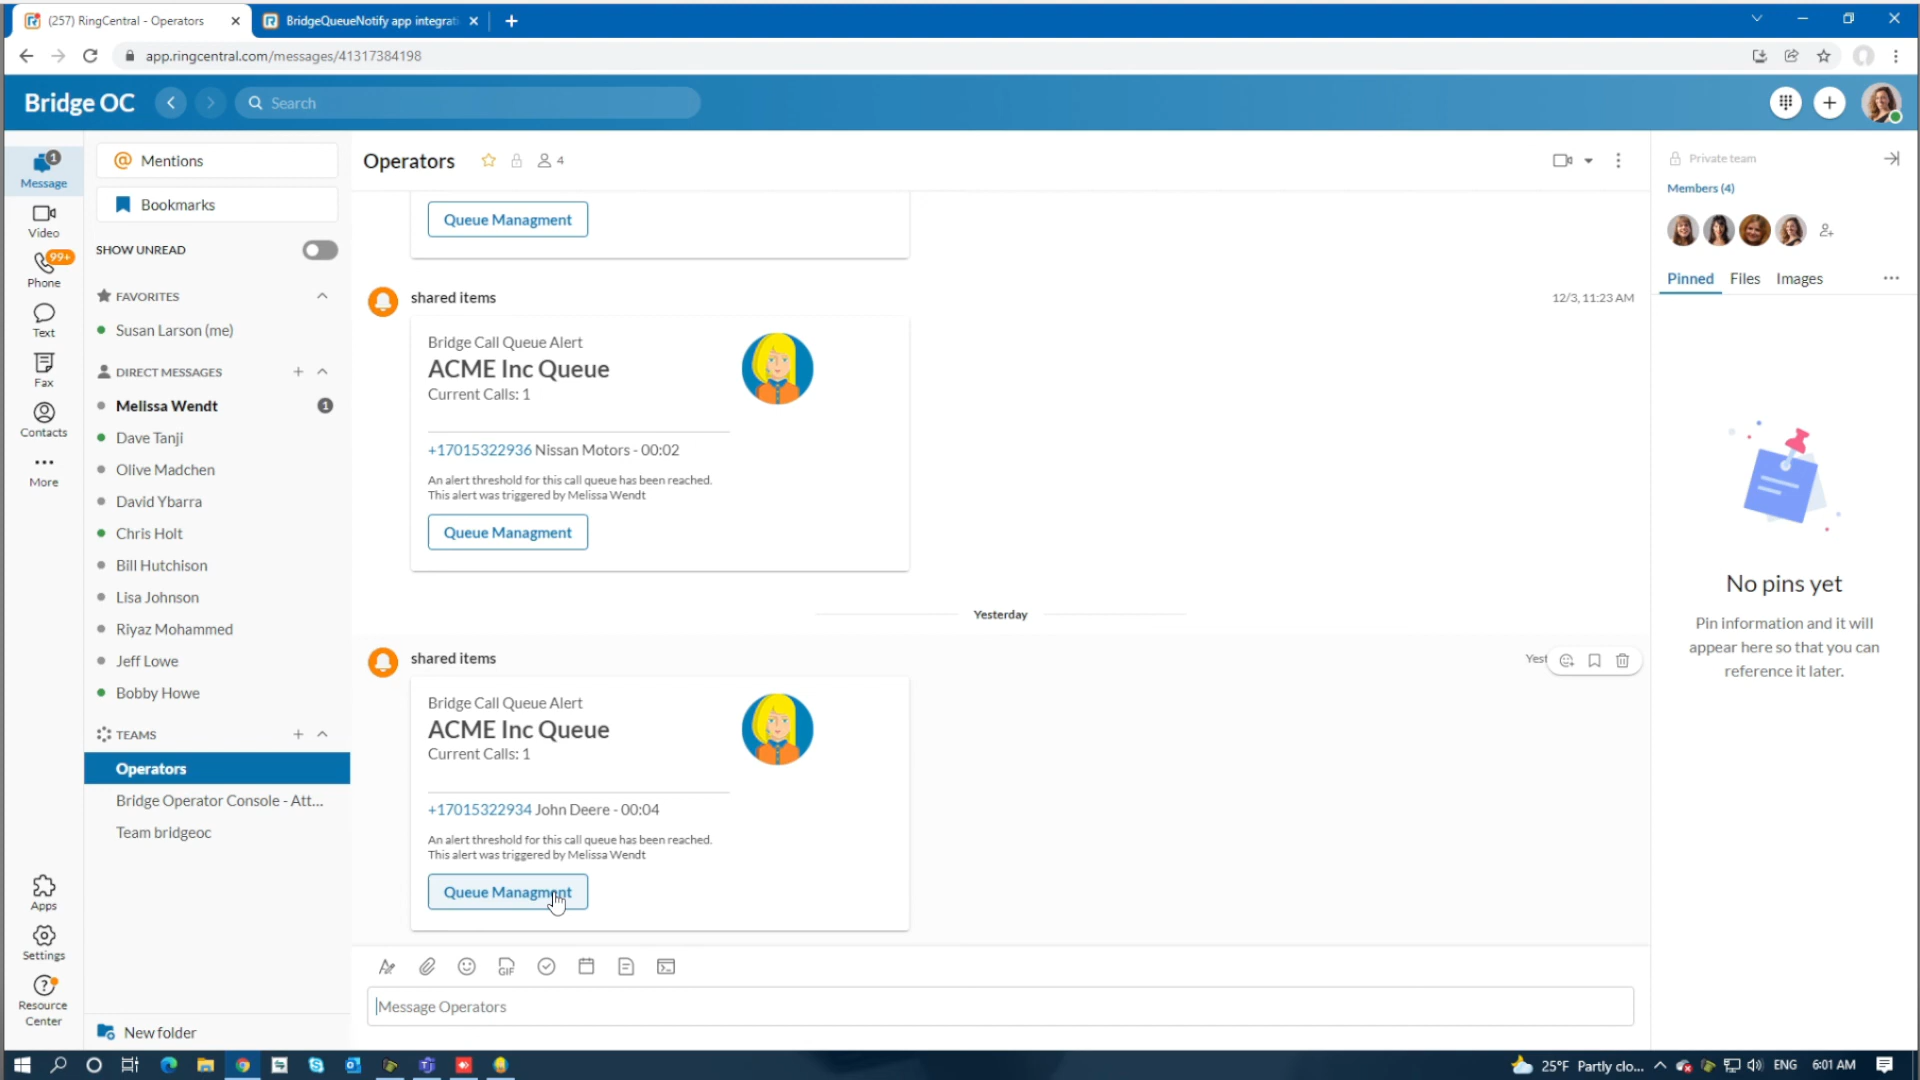 (257) RingCentral - Operators
BridgeQueueNotify app integrat
app.ringcentral.com/messages/41317384198
Bridge OC
Search
1
Message
Video
99+
Phone
Text
Fax
Contacts
More
Apps
Settings
Resource
Center
Mentions
Bookmarks
SHOW UNREAD
FAVORITES
Susan Larson (me)
DIRECT MESSAGES
Melissa Wendt 1
Dave Tanji
Olive Madchen
David Ybarra
Chris Holt
Bill Hutchison
Lisa Johnson
Riyaz Mohammed
Jeff Lowe
Bobby Howe
TEAMS
Operators
Bridge Operator Console - Att...
Team bridgeoc
New folder
Operators 4
Queue Managment
shared items 12/3, 11:23 AM
Bridge Call Queue Alert
ACME Inc Queue
Current Calls: 1
+17015322936 Nissan Motors - 00:02
An alert threshold for this call queue has been reached.
This alert was triggered by Melissa Wendt
Queue Managment
Yesterday
shared items Yest
Bridge Call Queue Alert
ACME Inc Queue
Current Calls: 1
+17015322934 John Deere - 00:04
An alert threshold for this call queue has been reached.
This alert was triggered by Melissa Wendt
Queue Managment
GIF
Message Operators
Private team
Members (4)
Pinned Files Images
No pins yet
Pin information and it will
appear here so that you can
reference it later.
25°F Partly clo... ENG 6:01 AM